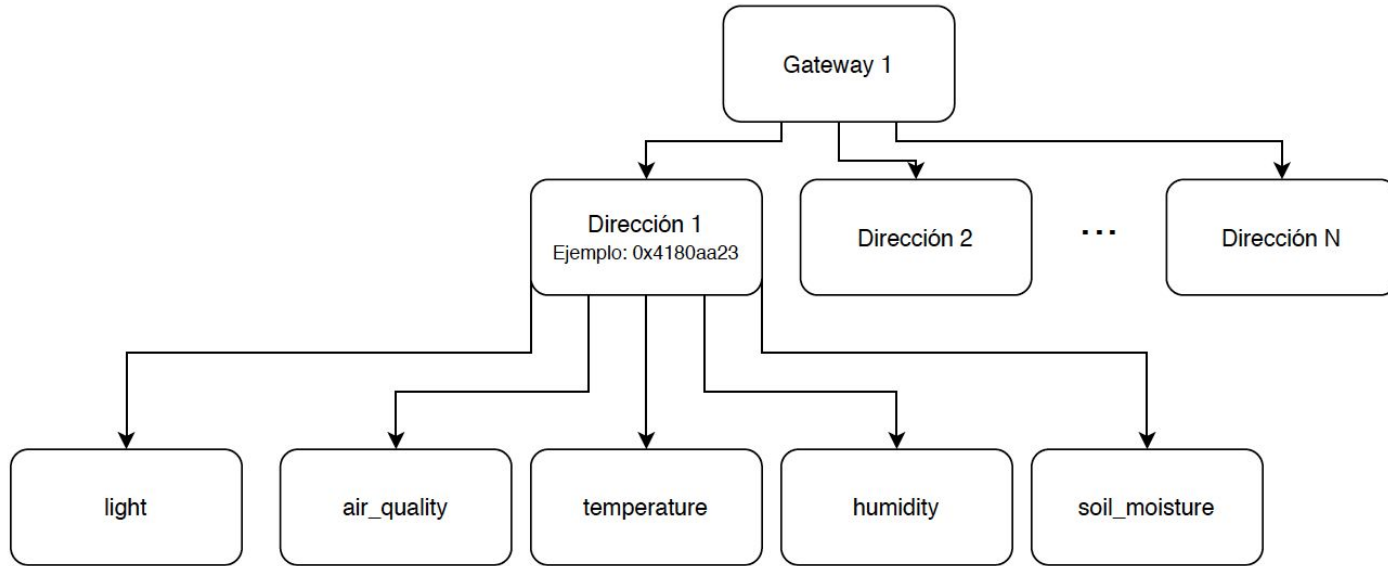 Gateway 1
Dirección 1
Ejemplo: 0x4180aa23
Dirección 2
...
Dirección N
light
air_quality
temperature
humidity
soil_moisture